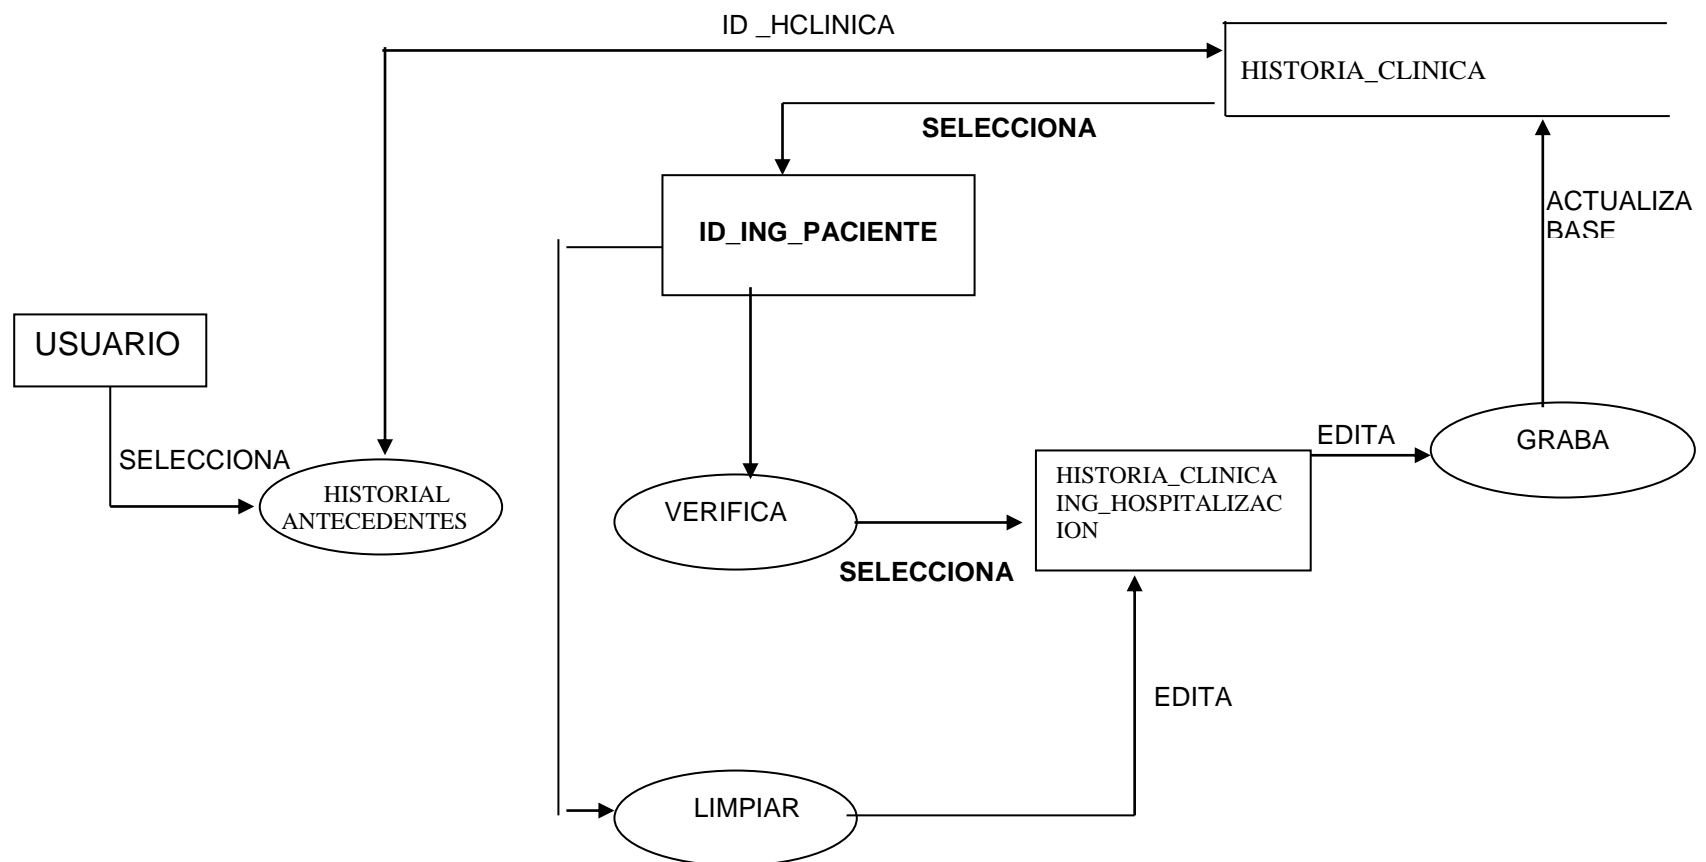 ID _HCLINICA
HISTORIA_CLINICA
SELECCIONA
ID_ING_PACIENTE
ACTUALIZA
BASE
USUARIO
SELECCIONA
HISTORIAL
ANTECEDENTES
VERIFICA
SELECCIONA
HISTORIA_CLINICA
ING_HOSPITALIZAC
ION
EDITA
GRABA
EDITA
LIMPIAR